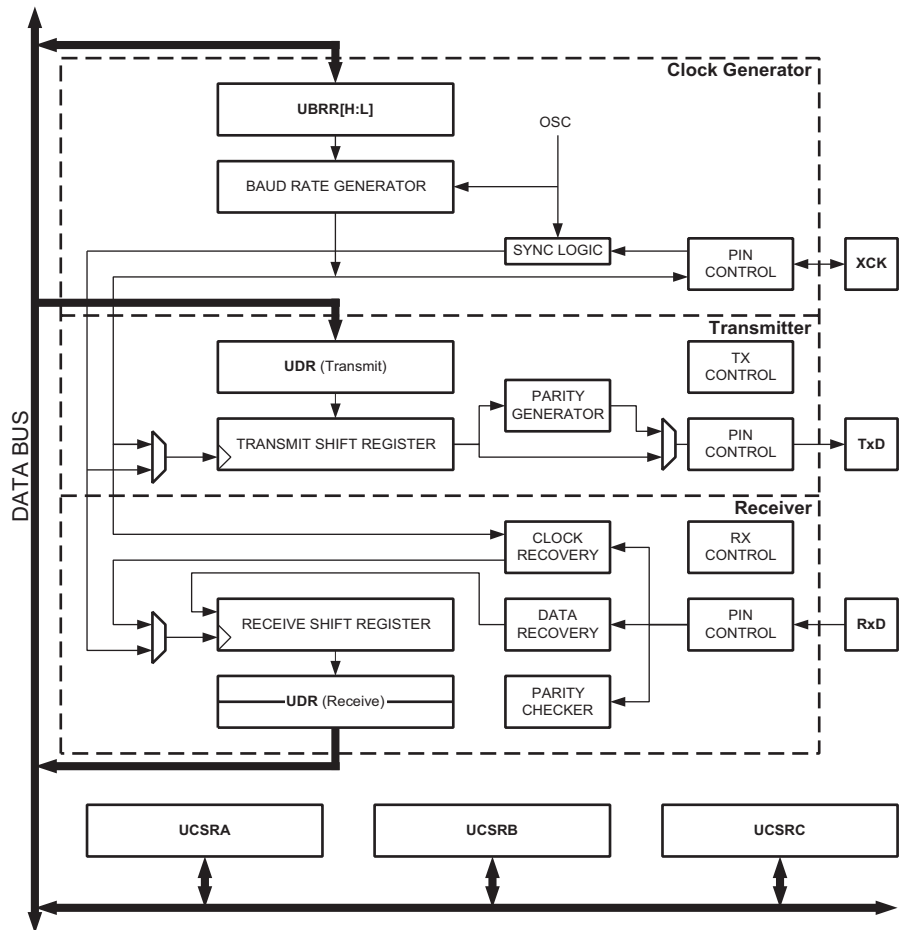 Clock Generator
UBRR[H:L]
OSC
BAUD RATE GENERATOR
SYNC LOGIC
PIN
CONTROL
XCK
Transmitter
UDR (Transmit)
TX
CONTROL
PARITY
GENERATOR
TRANSMIT SHIFT REGISTER
PIN
CONTROL
TxD
DATA BUS
Receiver
CLOCK
RECOVERY
RX
CONTROL
RECEIVE SHIFT REGISTER
DATA
RECOVERY
PIN
CONTROL
RxD
UDR (Receive)
PARITY
CHECKER
UCSRA
UCSRB
UCSRC